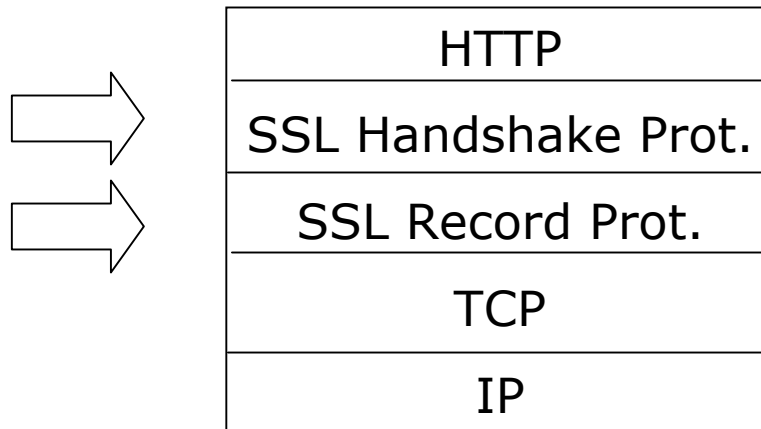 HTTP
SSL Handshake Prot.
SSL Record Prot.
TCP
IP